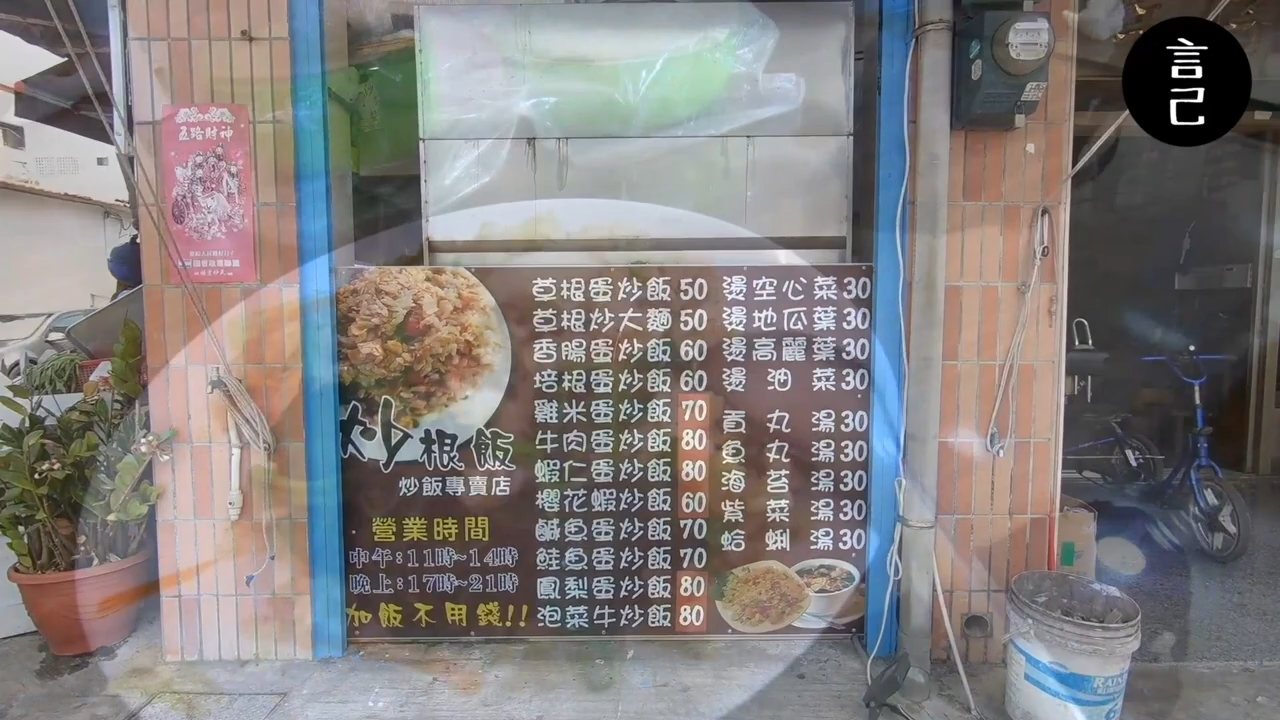 言己
五路財神
草根蛋炒飯 50
草根炒大麵 50
香腸蛋炒飯 60
培根蛋炒飯 60
雞米蛋炒飯 70
牛肉蛋炒飯 80
蝦仁蛋炒飯 80
櫻花蝦炒飯 60
鹹魚蛋炒飯 70
鮭魚蛋炒飯 70
鳳梨蛋炒飯 80
泡菜牛炒飯 80
燙空心菜 30
燙地瓜葉 30
燙高麗葉 30
燙油菜 30
貢丸湯 30
魚丸湯 30
海苔湯 30
紫菜湯 30
蛤蜊湯 30
炒根飯
炒飯專賣店
營業時間
中午:11時~14時
晚上:17時~21時
加飯不用錢!!